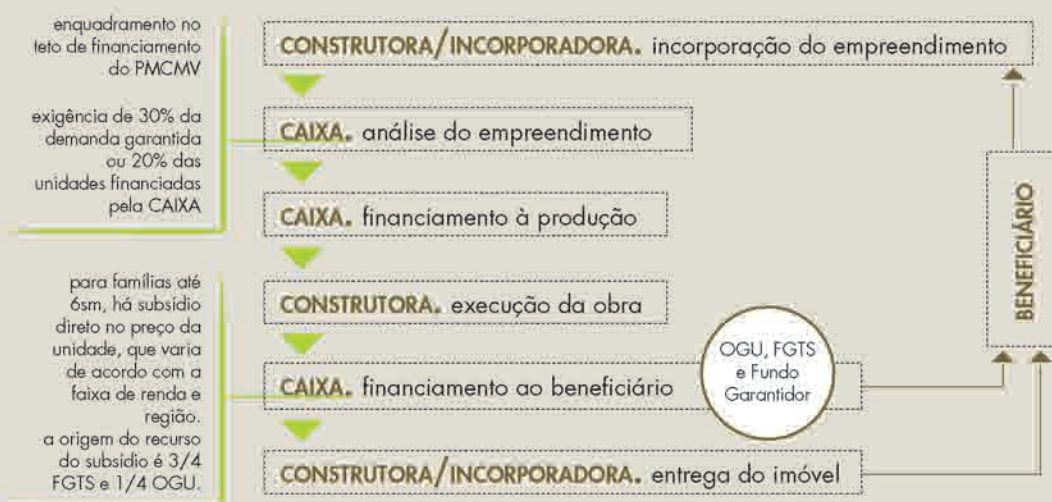 enquadramento no
teto de financiamento
do PMCMV
exigência de 30% da
demanda garantida
ou 20% das
unidades financiadas
pela CAIXA
CONSTRUTORA/INCORPORADORA. incorporação do empreendimento
CAIXA. análise do empreendimento
CAIXA. financiamento à produção
para famílias até
6sm, há subsídio
direto no preço da
unidade, que varia
de acordo com a
faixa de renda e
região.
a origem do recurso
do subsídio é 3/4
FGTS e 1/4 OGU.
CONSTRUTORA. execução da obra
CAIXA. financiamento ao beneficiário
OGU, FGTS
e Fundo
Garantidor
CONSTRUTORA/INCORPORADORA. entrega do imóvel
BENEFICIÁRIO